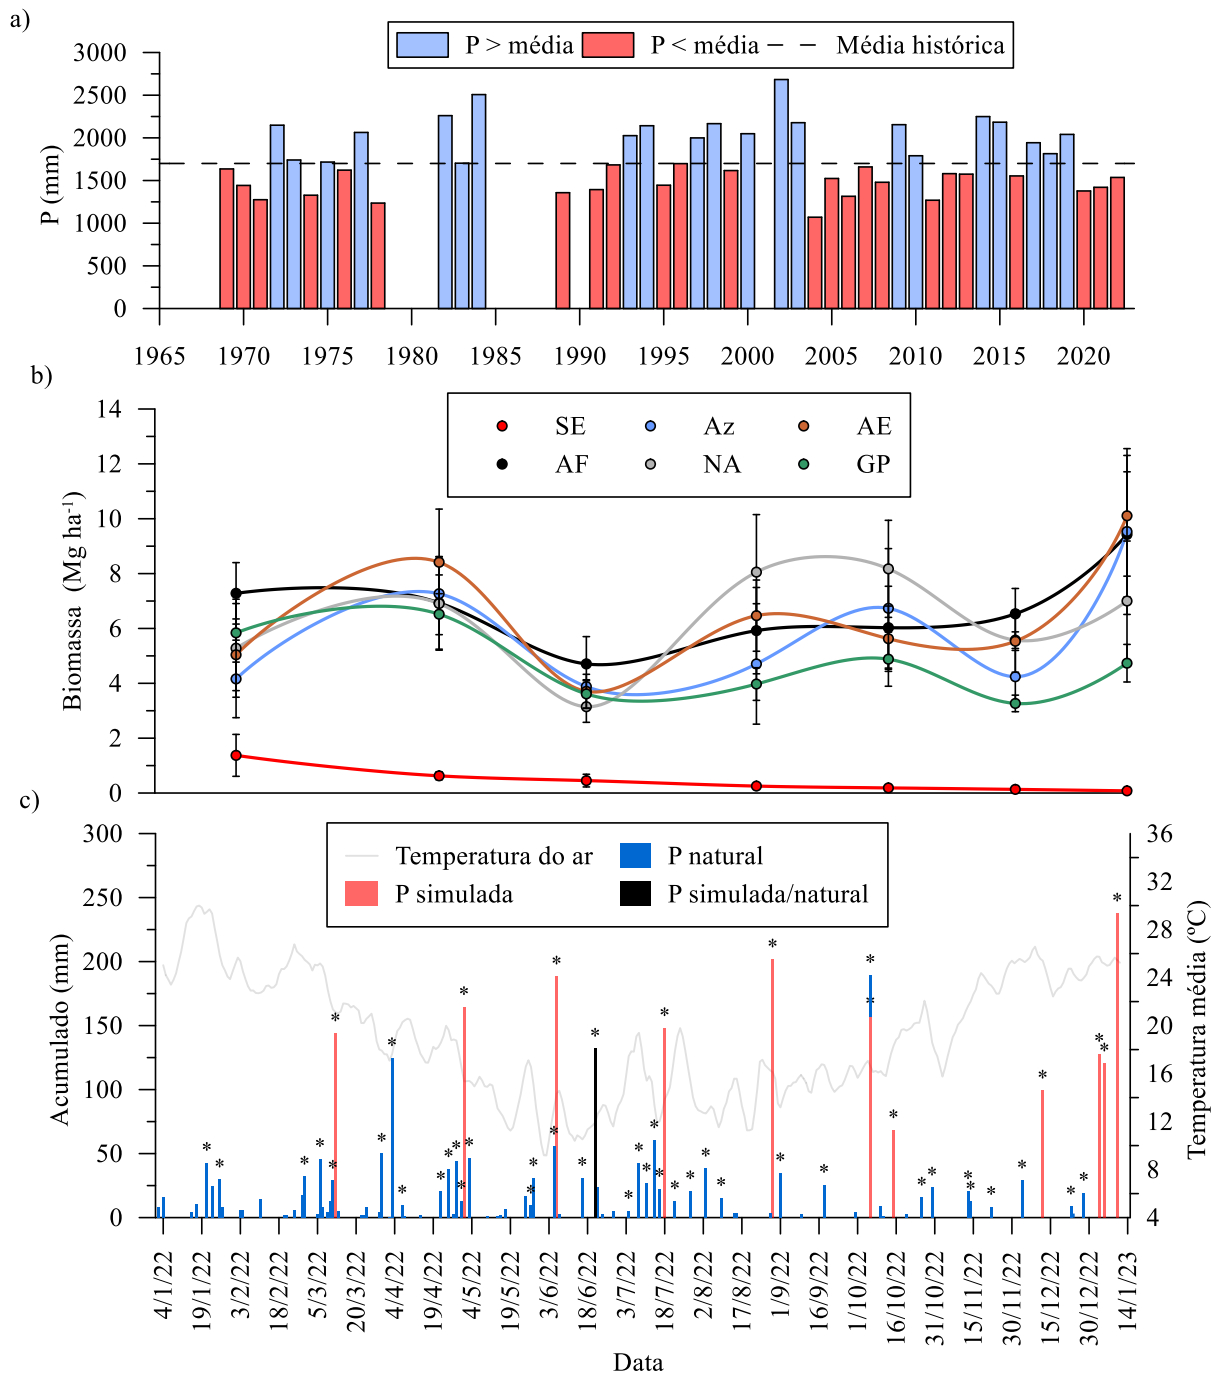 a)
P > média P < média Média histórica
3000
2500
2000
1500
1000
500
0
P (mm)
1965 1970 1975 1980 1985 1990 1995 2000 2005 2010 2015 2020
b)
SE Az AE
AF NA GP
14
12
10
8
6
4
2
0
Biomassa (Mg ha⁻¹)
c)
Temperatura do ar P natural
P simulada P simulada/natural
300
250
200
150
100
50
0
Acumulado (mm)
36
32
28
24
20
16
12
8
4
Temperatura média (ºC)
* * * * * * * * * * * * * * * * * * * * * * * * * * * * * * * * * * * * * * * * * * * * * * * *
4/1/22 19/1/22 3/2/22 18/2/22 5/3/22 20/3/22 4/4/22 19/4/22 4/5/22 19/5/22 3/6/22 18/6/22 3/7/22 18/7/22 2/8/22 17/8/22 1/9/22 16/9/22 1/10/22 16/10/22 31/10/22 15/11/22 30/11/22 15/12/22 30/12/22 14/1/23
Data